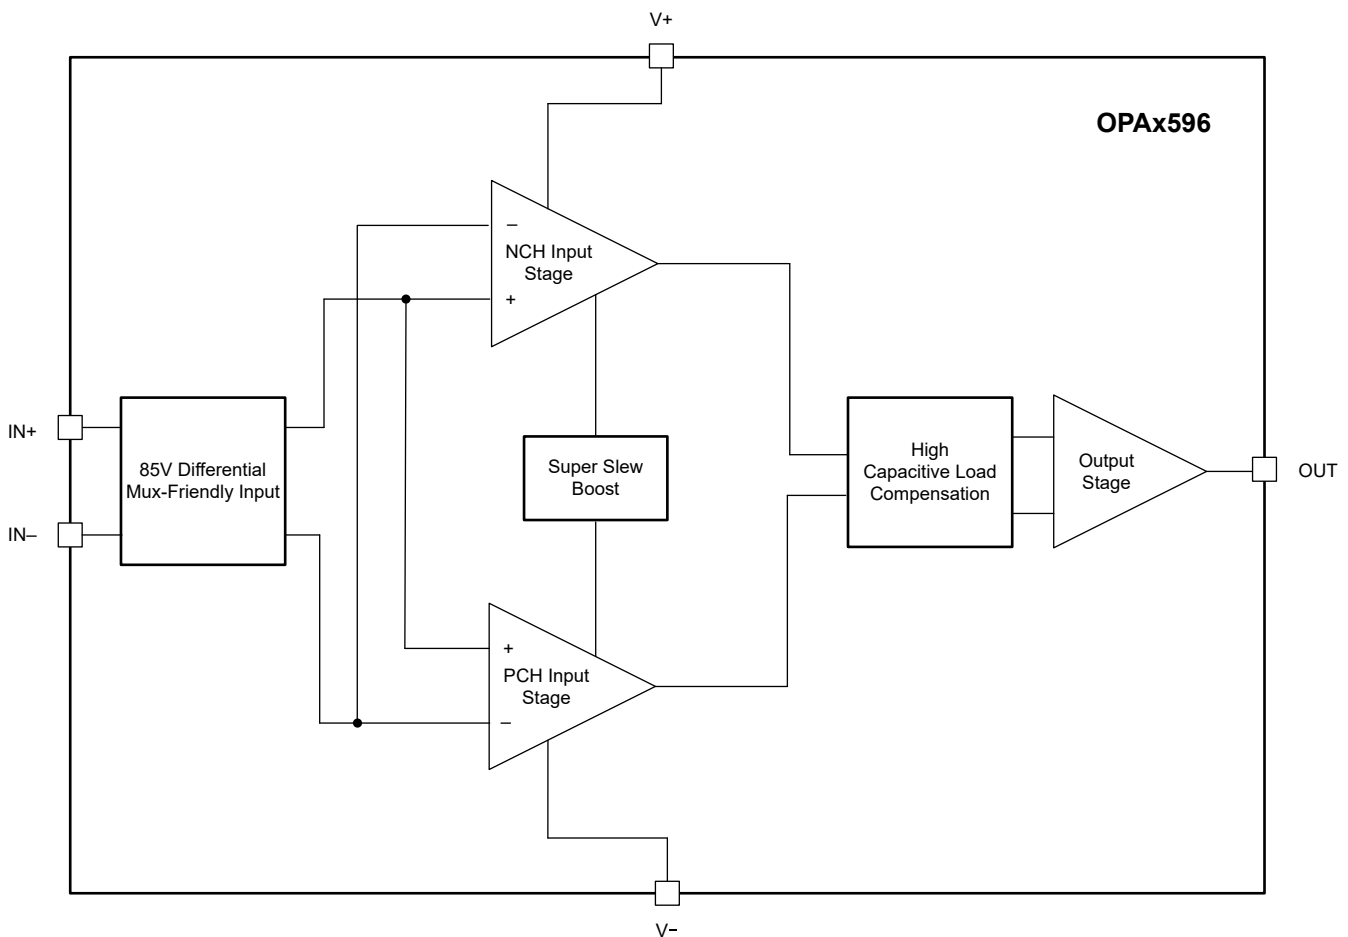 V+
OPAx596
–
NCH Input
Stage
+
IN+
85V Differential
Mux-Friendly Input
IN–
Super Slew
Boost
High
Capacitive Load
Compensation
Output
Stage
OUT
+
PCH Input
Stage
–
V–